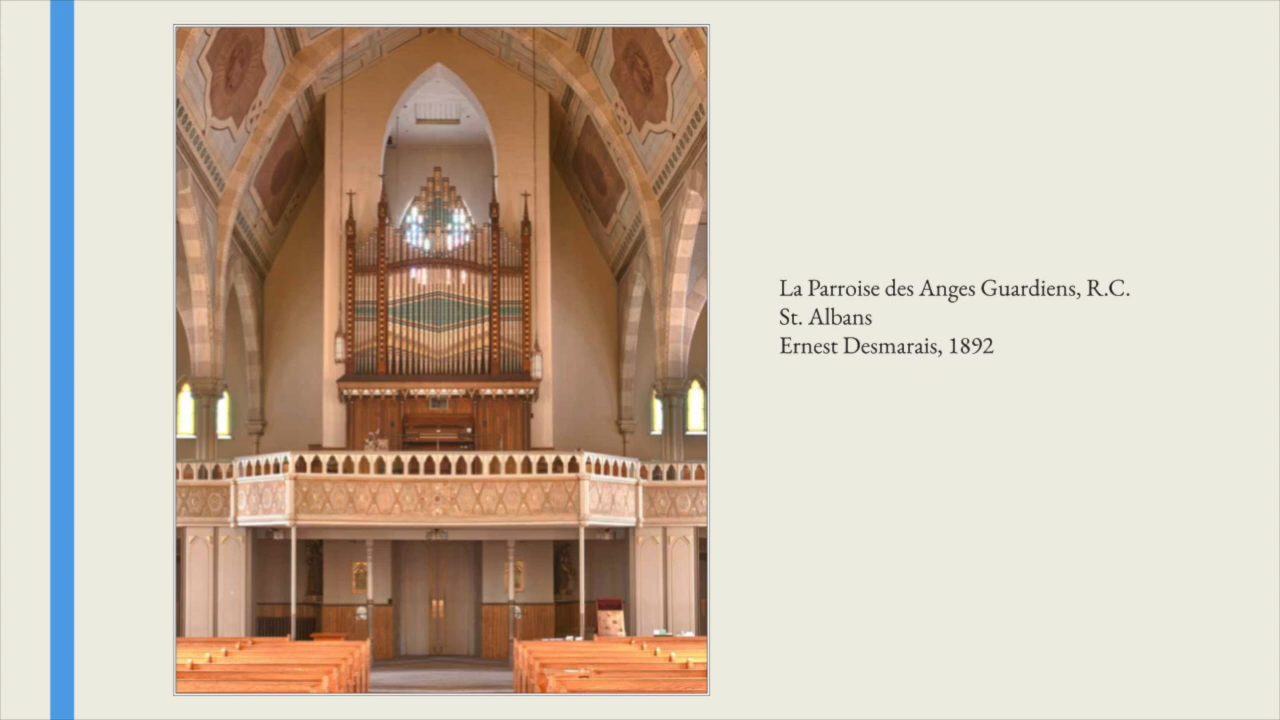 La Parroise des Anges Guardiens, R.C.
St. Albans
Ernest Desmarais, 1892